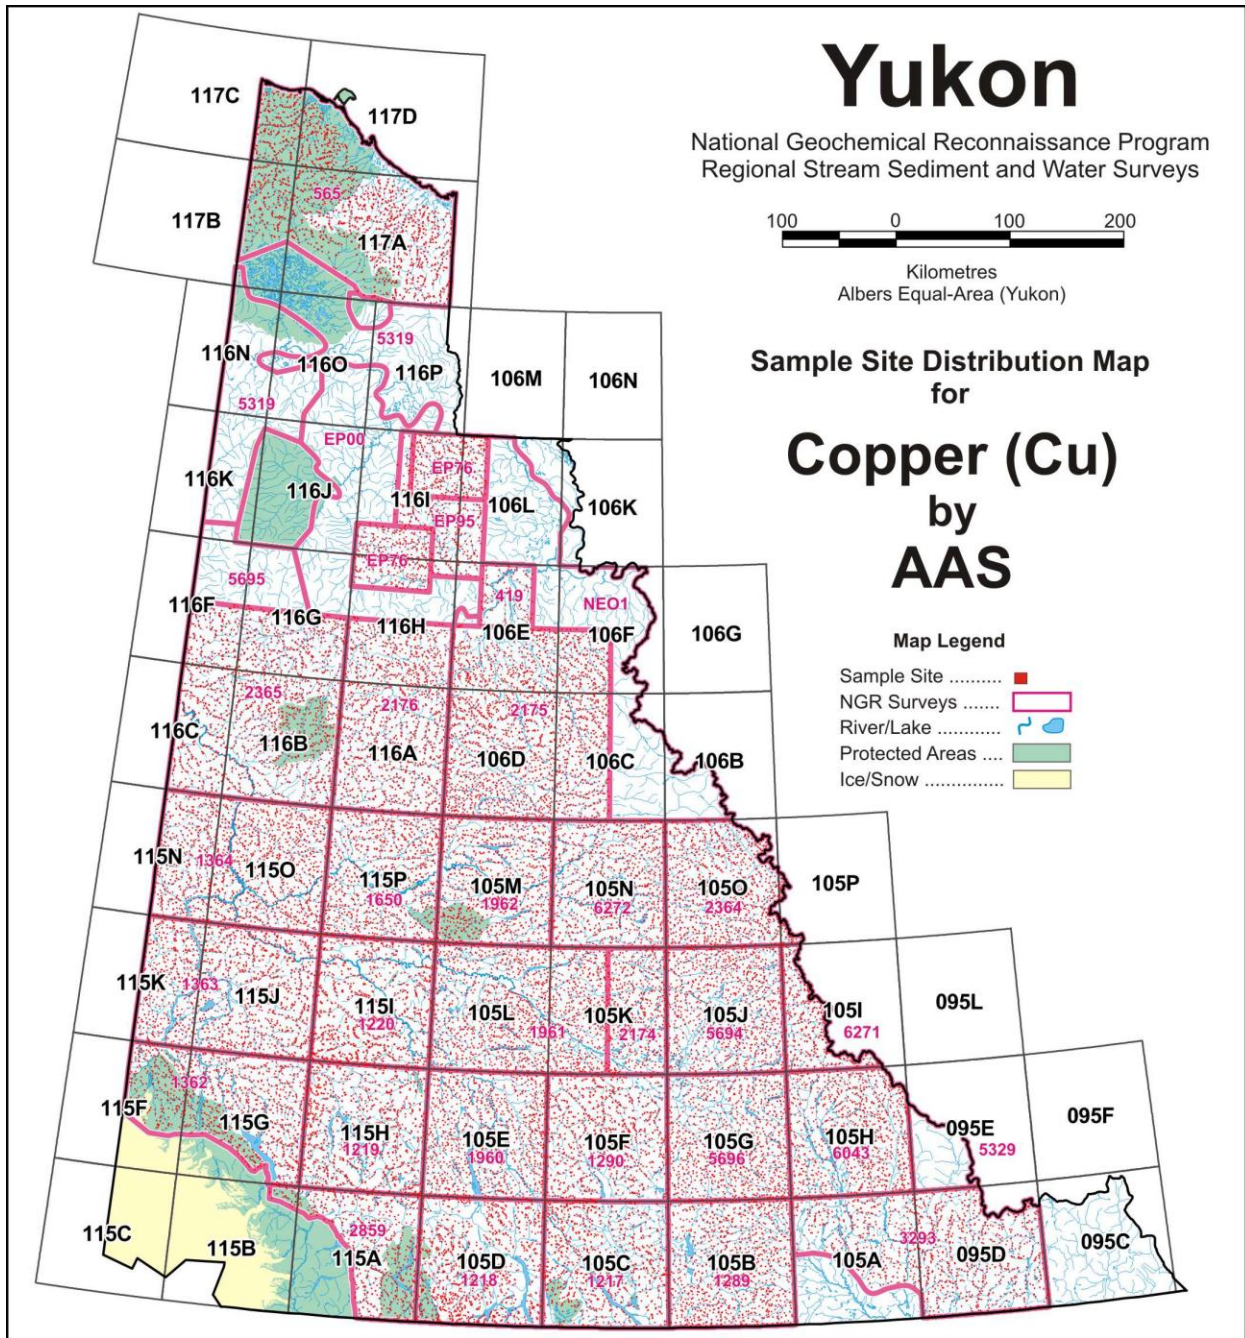 Yukon
National Geochemical Reconnaissance Program
Regional Stream Sediment and Water Surveys
100 0 100 200
Kilometres
Albers Equal-Area (Yukon)
Sample Site Distribution Map
for
Copper (Cu)
by
AAS
Map Legend
Sample Site ..........
NGR Surveys .......
River/Lake ............
Protected Areas ....
Ice/Snow ...............
117C
117D
117B
565
117A
5319
116N
116O
116P
106M
106N
5319
EP00
EP76
116K
116J
116I
106L
106K
EP95
EP76
5695
419
NEO1
116F
116G
116H
106E
106F
106G
2365
2176
2175
116C
116B
116A
106D
106C
106B
115N
1364
115O
115P
1650
105M
1962
105N
6272
105O
2364
105P
115K
1363
115J
115I
1220
105L
1961
105K
2174
105J
5694
105I
6271
095L
1362
115F
115G
115H
1219
105E
1960
105F
1290
105G
5696
105H
6043
095E
5329
095F
115C
115B
2859
115A
105D
1218
105C
1217
105B
1289
105A
3293
095D
095C